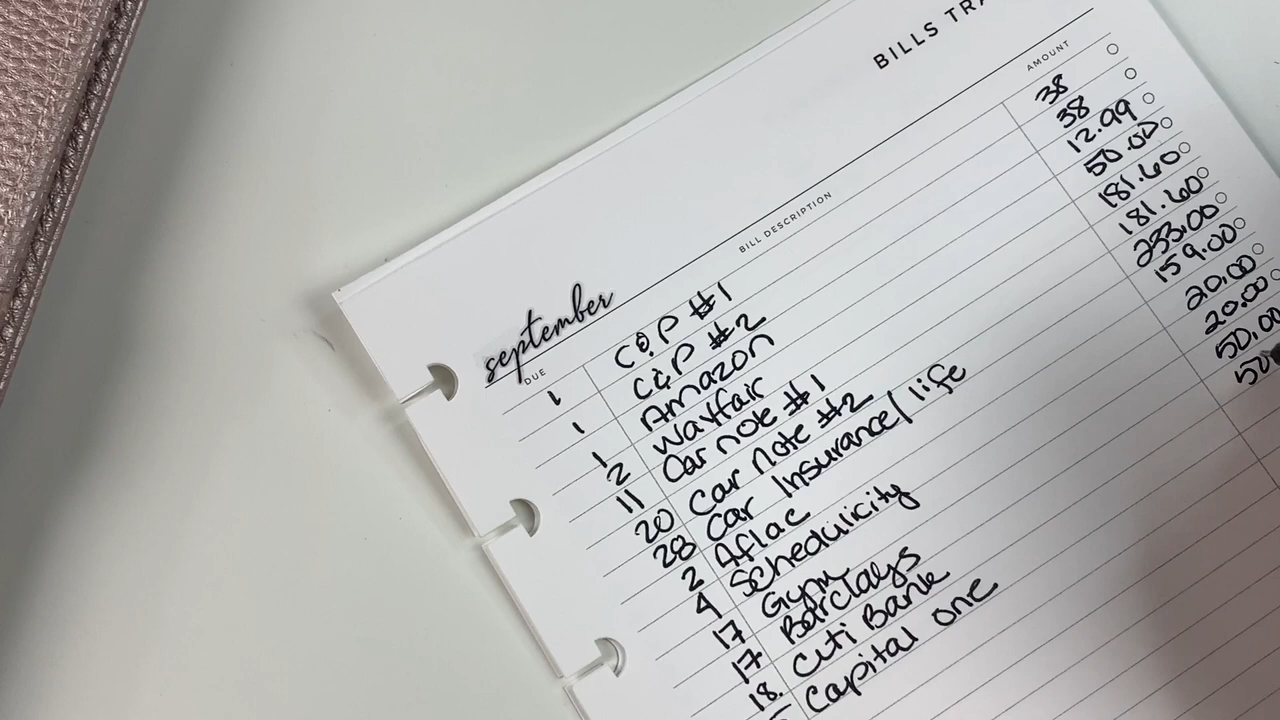 BILLS
september
DUE BILL DESCRIPTION AMOUNT
1 C&P #1 38
1 C&P #2 38
1 Amazon 12.99
2 Wayfair 50.00
11 Car note #1 181.60
20 Car note #2 181.60
28 Car Insurance/life 233.00
2 Aflac 159.00
4 Schedulicity 20.00
17 Gym 20.00
17 Barclays 50.00
18. Citi Bank 50
Capital one